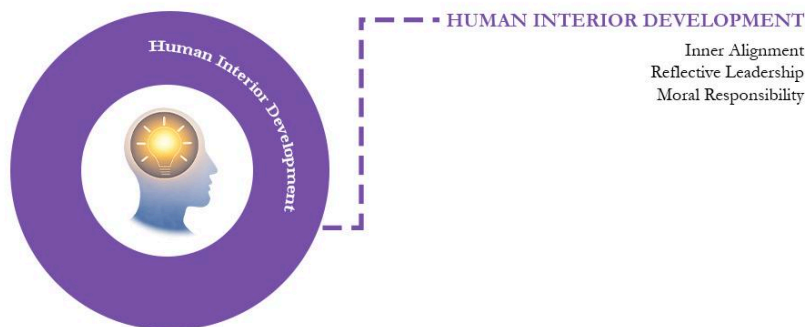 Human Interior Development
HUMAN INTERIOR DEVELOPMENT
Inner Alignment
Reflective Leadership
Moral Responsibility